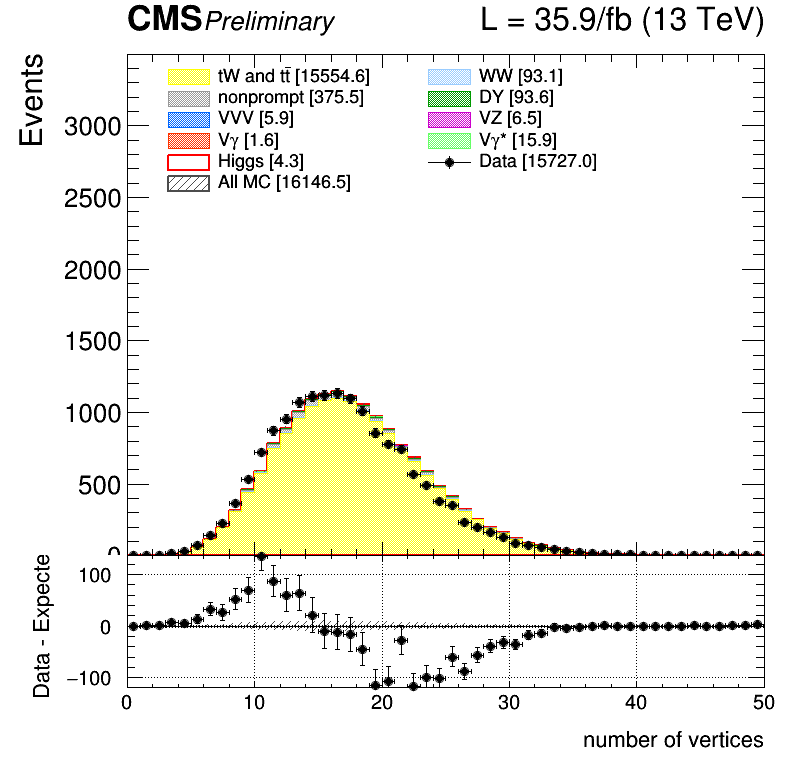 CMS Preliminary L = 35.9/fb (13 TeV)
Events
tW and tt̄ [15554.6]
nonprompt [375.5]
VVV [5.9]
Vγ [1.6]
Higgs [4.3]
All MC [16146.5]
WW [93.1]
DY [93.6]
VZ [6.5]
Vγ* [15.9]
Data [15727.0]
3000
2500
2000
1500
1000
500
0
Data - Expecte
100
0
−100
0 10 20 30 40 50
number of vertices